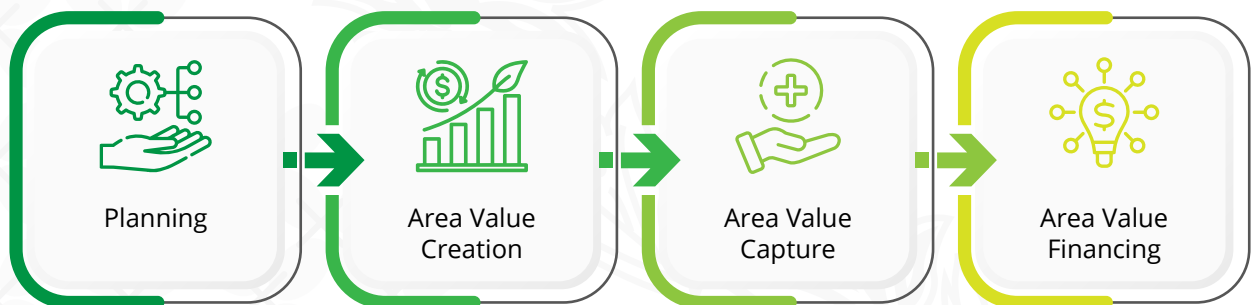 Planning
Area Value
Creation
Area Value
Capture
Area Value
Financing